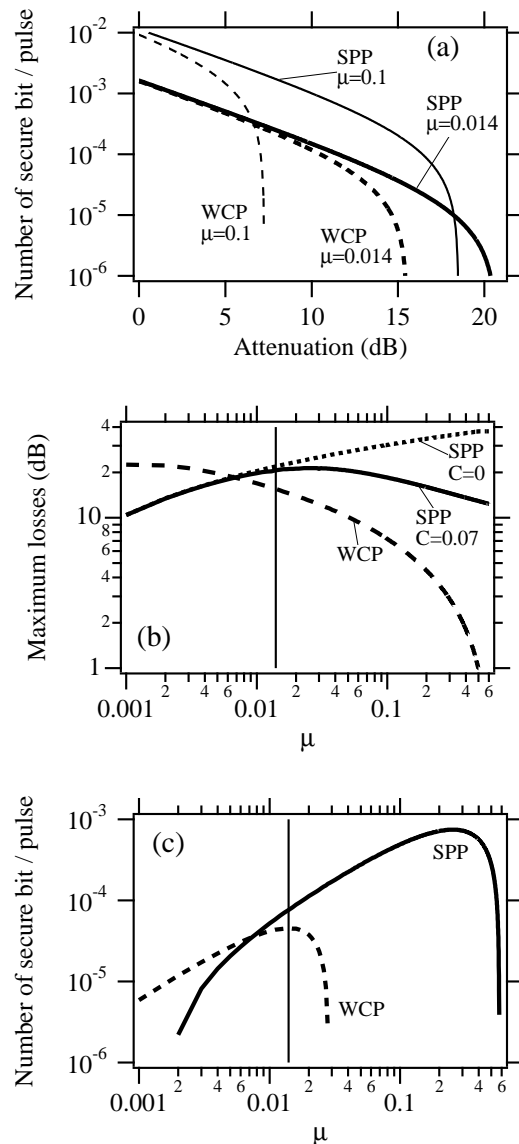 Number of secure bit / pulse
10-2
10-3
10-4
10-5
10-6
(a)
SPP
μ=0.1
SPP
μ=0.014
WCP
μ=0.1
WCP
μ=0.014
0
5
10
15
20
Attenuation (dB)
Maximum losses (dB)
4
2
10
8
6
4
2
1
SPP
C=0
SPP
C=0.07
WCP
(b)
0.001
2
4
6
0.01
2
4
6
0.1
2
4
6
μ
Number of secure bit / pulse
10-3
10-4
10-5
10-6
(c)
SPP
WCP
0.001
2
4
6
0.01
2
4
6
0.1
2
4
6
μ